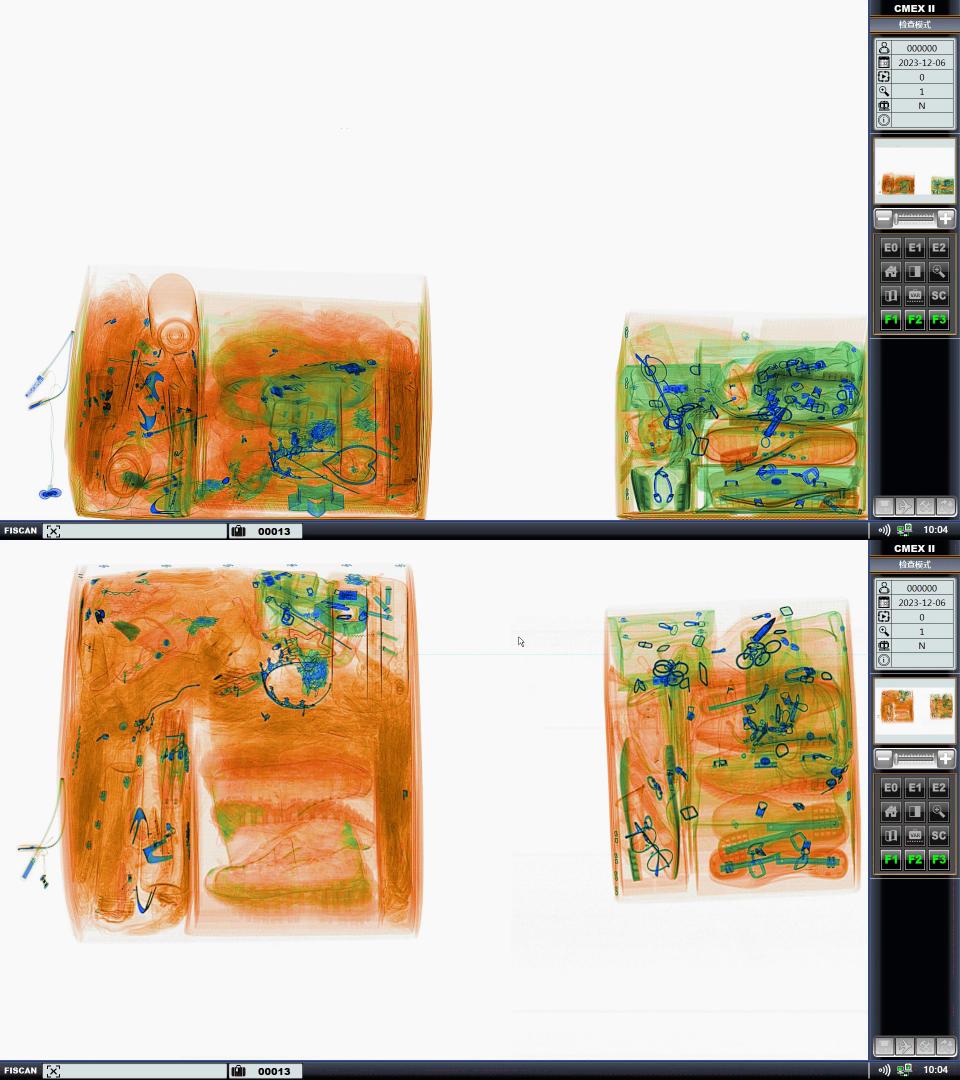 CMEX II
检查模式
000000
2023-12-06
0
1
N
E0 E1 E2
VAR SC
F1 F2 F3
FISCAN 00013 10:04
CMEX II
检查模式
000000
2023-12-06
0
1
N
E0 E1 E2
VAR SC
F1 F2 F3
FISCAN 00013 10:04